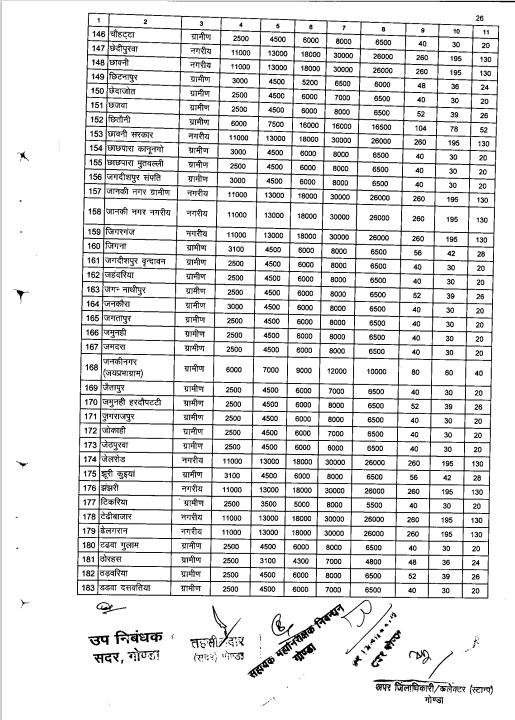 26
1 2 3 4 5 6 7 8 9 10 11
146 चौहट्टा ग्रामीण 2500 4500 6000 8000 6500 40 30 20
147 छेदीपुरवा नगरीय 11000 13000 18000 30000 26000 260 195 130
148 छावनी नगरीय 11000 13000 18000 30000 26000 260 195 130
149 छिटनापुर ग्रामीण 3000 4500 5200 6500 6000 48 36 24
150 छेदाजोत ग्रामीण 2500 4500 6000 7000 6500 40 30 20
151 छजवा ग्रामीण 2500 4500 6000 8000 6500 52 39 26
152 छितौनी ग्रामीण 6000 7500 16000 16000 16500 104 78 52
153 छावनी सरकार नगरीय 11000 13000 18000 30000 26000 260 195 130
154 छाछपारा कानूनगो ग्रामीण 3000 4500 6000 8000 6500 40 30 20
155 छाछपारा मुतवल्ली ग्रामीण 2500 4500 6000 8000 6500 40 30 20
156 जगदीशपुर संपति ग्रामीण 3000 4500 6000 8000 6500 40 30 20
157 जानकी नगर ग्रामीण नगरीय 11000 13000 18000 30000 26000 260 195 130
158 जानकी नगर नगरीय नगरीय 11000 13000 18000 30000 26000 260 195 130
159 जिगरगंज नगरीय 11000 13000 18000 30000 26000 260 195 130
160 जिगना ग्रामीण 3100 4500 6000 8000 6500 56 42 28
161 जगदीशपुर वृन्दावन ग्रामीण 2500 4500 6000 8000 6500 40 30 20
162 जहंदरिया ग्रामीण 2500 4500 6000 8000 6500 40 30 20
163 जग० नाथीपुर ग्रामीण 2500 4500 6000 8000 6500 52 39 26
164 जनकौरा ग्रामीण 3000 4500 6000 8000 6500 40 30 20
165 जगतापुर ग्रामीण 2500 4500 6000 8000 6500 40 30 20
166 जमुनही ग्रामीण 2500 4500 6000 8000 6500 40 30 20
167 जमदरा ग्रामीण 2500 4500 6000 8000 6500 40 30 20
168 जनकीनगर (जयप्रभाग्राम) ग्रामीण 6000 7000 9000 12000 10000 80 60 40
169 जैतापुर ग्रामीण 2500 4500 6000 7000 6500 40 30 20
170 जमुनही हरदौपटटी ग्रामीण 2500 4500 6000 8000 6500 52 39 26
171 जुगराजपुर ग्रामीण 2500 4500 6000 8000 6500 40 30 20
172 जोकाही ग्रामीण 2500 4500 6000 7000 6500 40 30 20
173 जेठपुरवा ग्रामीण 2500 4500 6000 8000 6500 40 30 20
174 जेलरोड नगरीय 11000 13000 18000 30000 26000 260 195 130
175 झूरी कुइयां ग्रामीण 3100 4500 6000 8000 6500 56 42 28
176 झंझरी नगरीय 11000 13000 18000 30000 26000 260 195 130
177 टिकरिया ग्रामीण 2500 3500 5000 8000 5500 40 30 20
178 टेढीबाजार नगरीय 11000 13000 18000 30000 26000 260 195 130
179 ठेलगरान नगरीय 11000 13000 18000 30000 26000 260 195 130
180 टढवा गुलाम ग्रामीण 2500 4500 6000 8000 6500 40 30 20
181 ठोरहस ग्रामीण 2500 3100 4300 7000 4800 48 36 24
182 ठड़वरिया ग्रामीण 2500 4500 6000 8000 6500 52 39 26
183 डडवा दसवतिया ग्रामीण 2500 4500 6000 7000 6500 40 30 20
उप निबंधक
सदर, गोण्डा
तहसीलदार
(सदर) गोण्डा
सहायक महानिरीक्षक निबन्धन
गोण्डा
अपर जिलाधिकारी/कलेक्टर (स्टाम्प)
गोण्डा